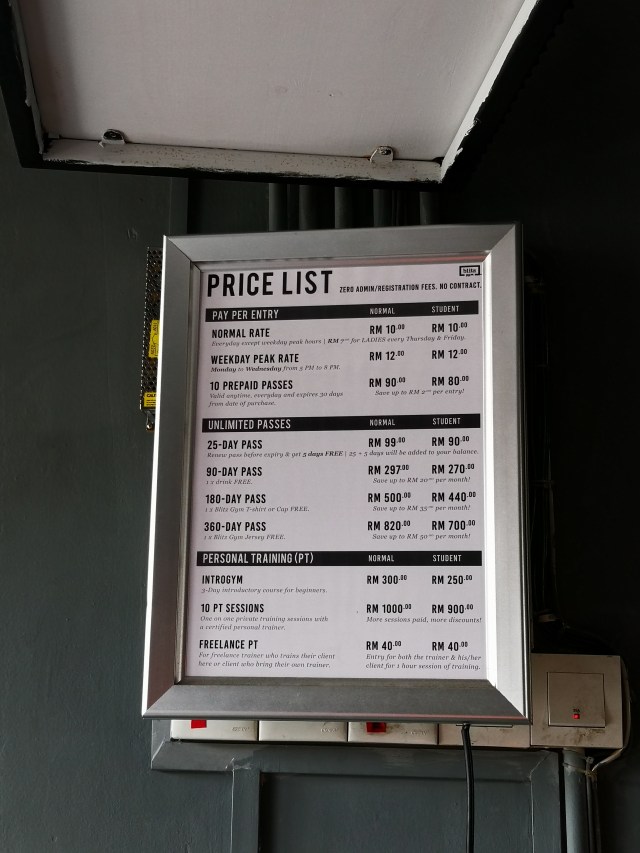 blitz
PRICE LIST ZERO ADMIN/REGISTRATION FEES. NO CONTRACT.
PAY PER ENTRY NORMAL STUDENT
NORMAL RATE RM 10.00 RM 10.00
Everyday except weekday peak hours | RM 7.00 for LADIES every Thursday & Friday.
WEEKDAY PEAK RATE RM 12.00 RM 12.00
Monday to Wednesday from 5 PM to 8 PM.
10 PREPAID PASSES RM 90.00 RM 80.00
Valid anytime, everyday and expires 30 days Save up to RM 2.00 per entry!
from date of purchase.
UNLIMITED PASSES NORMAL STUDENT
25-DAY PASS RM 99.00 RM 90.00
Renew pass before expiry & get 5 days FREE | 25 + 5 days will be added to your balance.
90-DAY PASS RM 297.00 RM 270.00
1 x drink FREE. Save up to RM 20.00 per month!
180-DAY PASS RM 500.00 RM 440.00
1 x Blitz Gym T-shirt or Cup FREE. Save up to RM 35.00 per month!
360-DAY PASS RM 820.00 RM 700.00
1 x Blitz Gym Jersey FREE. Save up to RM 50.00 per month!
PERSONAL TRAINING (PT) NORMAL STUDENT
INTROGYM RM 300.00 RM 250.00
3-Day introductory course for beginners.
10 PT SESSIONS RM 1000.00 RM 900.00
One on one private training sessions with More sessions paid, more discounts!
a certified personal trainer.
FREELANCE PT RM 40.00 RM 40.00
For freelance trainer who trains their client Entry for both the trainer & his/her
here or client who bring their own trainer. client for 1 hour session of training.